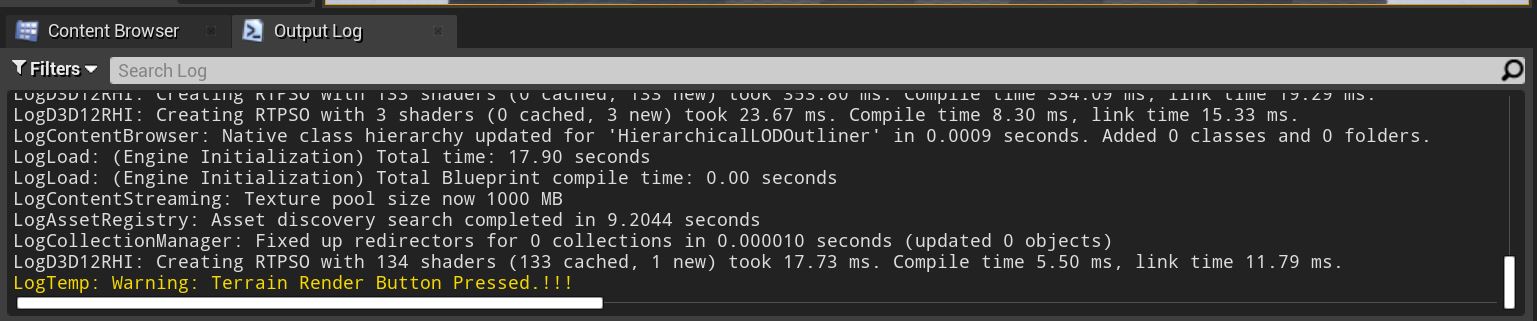 Content Browser
Output Log
Filters
Search Log
LogD3D12RHI: Creating RTPSO with 133 shaders (0 cached, 133 new) took 353.80 ms. Compile time 334.09 ms, link time 19.29 ms.
LogD3D12RHI: Creating RTPSO with 3 shaders (0 cached, 3 new) took 23.67 ms. Compile time 8.30 ms, link time 15.33 ms.
LogContentBrowser: Native class hierarchy updated for 'HierarchicalLODOutliner' in 0.0009 seconds. Added 0 classes and 0 folders.
LogLoad: (Engine Initialization) Total time: 17.90 seconds
LogLoad: (Engine Initialization) Total Blueprint compile time: 0.00 seconds
LogContentStreaming: Texture pool size now 1000 MB
LogAssetRegistry: Asset discovery search completed in 9.2044 seconds
LogCollectionManager: Fixed up redirectors for 0 collections in 0.000010 seconds (updated 0 objects)
LogD3D12RHI: Creating RTPSO with 134 shaders (133 cached, 1 new) took 17.73 ms. Compile time 5.50 ms, link time 11.79 ms.
LogTemp: Warning: Terrain Render Button Pressed.!!!